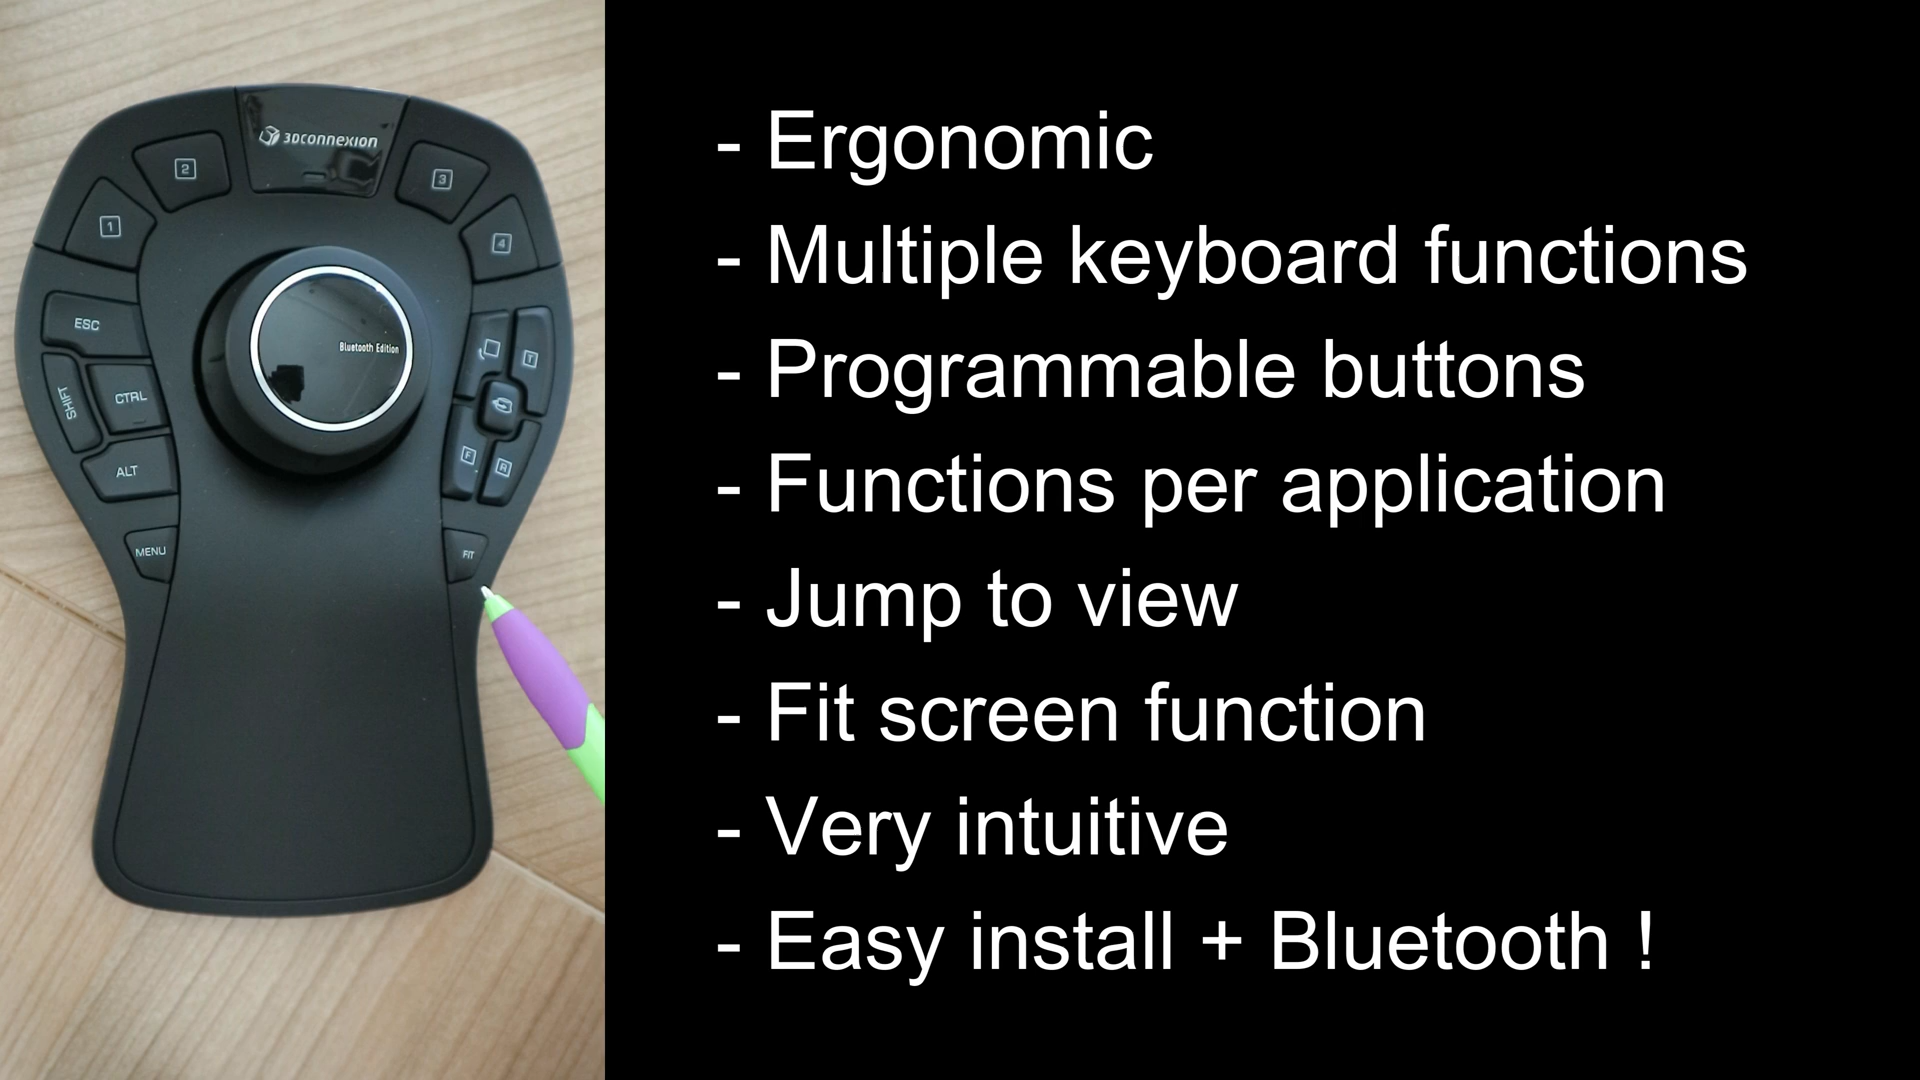 3Dconnexion
2
3
1
4
Bluetooth Edition
ESC
T
SHIFT
CTRL
F
R
ALT
MENU
FIT
- Ergonomic
- Multiple keyboard functions
- Programmable buttons
- Functions per application
- Jump to view
- Fit screen function
- Very intuitive
- Easy install + Bluetooth !